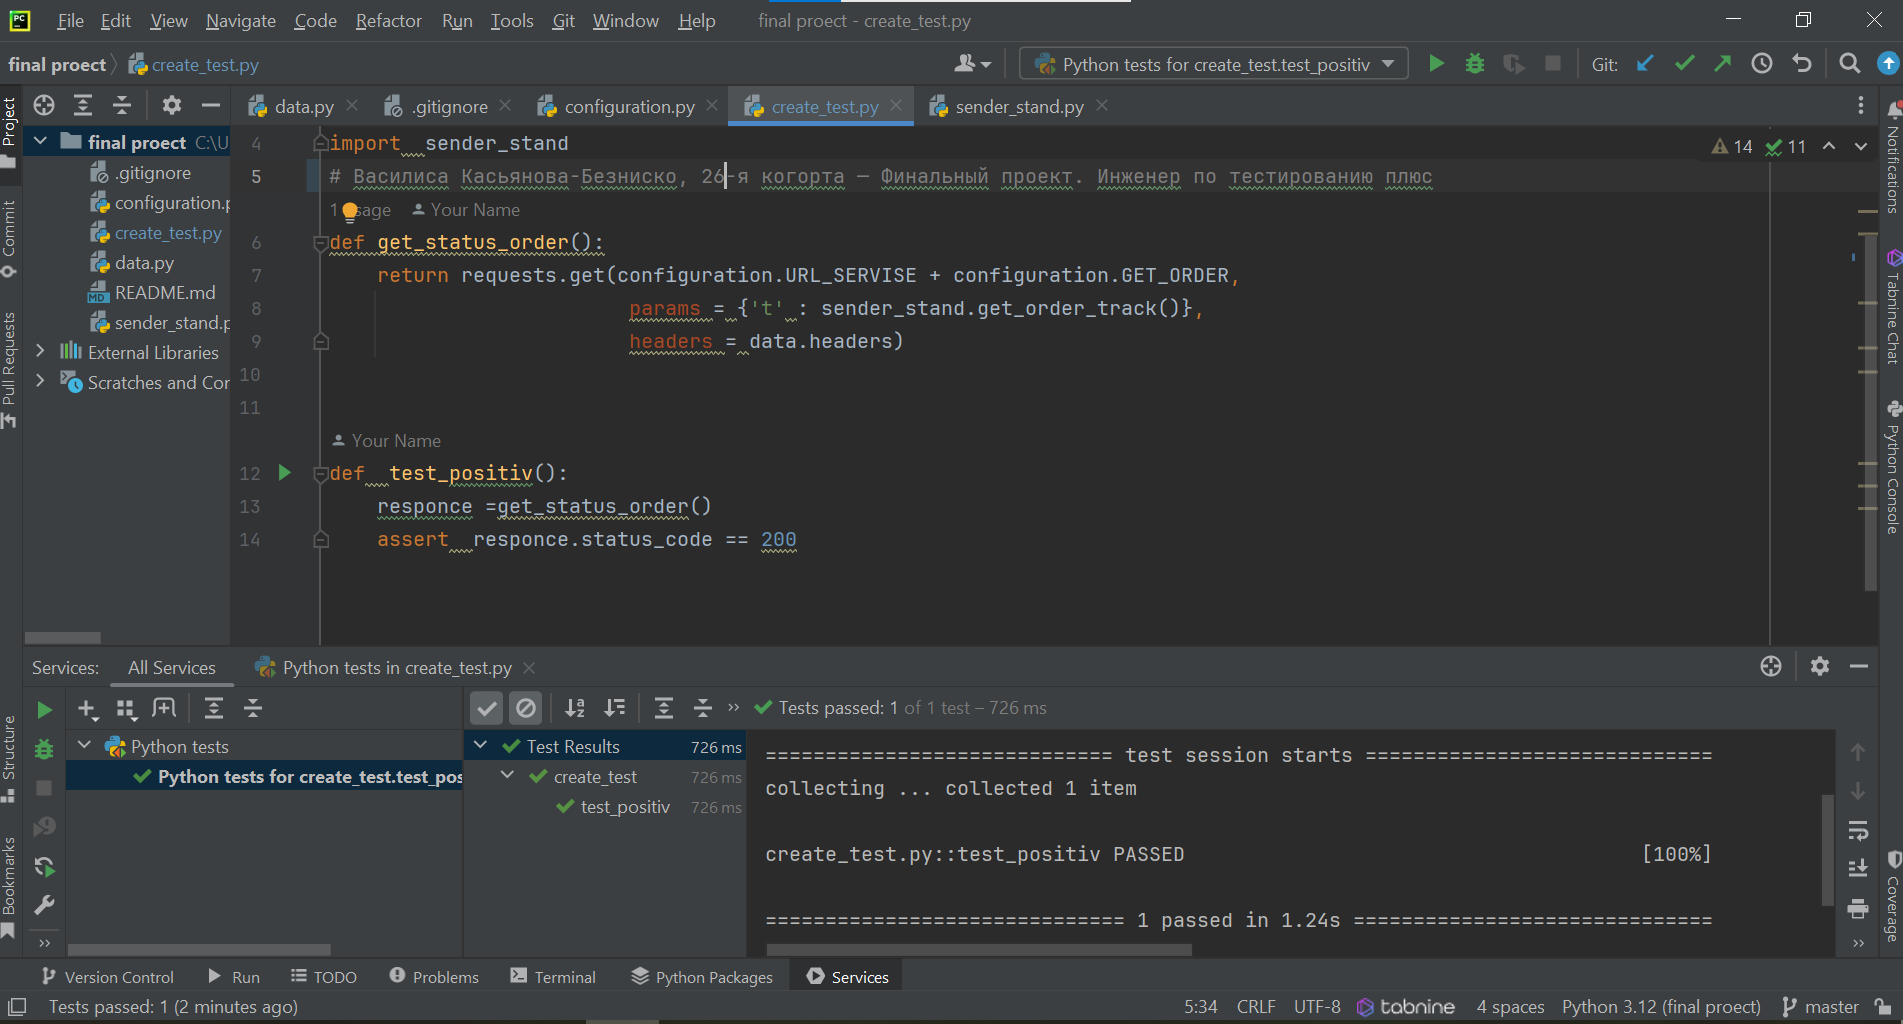 PC File Edit View Navigate Code Refactor Run Tools Git Window Help final proect - create_test.py
final proect create_test.py Python tests for create_test.test_positiv Git:
data.py .gitignore configuration.py create_test.py sender_stand.py
Project
Commit
Pull Requests
Structure
Bookmarks
final proect C:\U
.gitignore
configuration.p
create_test.py
data.py
MD README.md
sender_stand.p
External Libraries
Scratches and Cor
14 11
4 import  sender_stand
5 # Василиса Касьянова-Безниско, 26-я когорта – Финальный проект. Инженер по тестированию плюс
1 usage Your Name
6 def get_status_order():
7 return requests.get(configuration.URL_SERVISE + configuration.GET_ORDER,
8 params = {'t' : sender_stand.get_order_track()},
9 headers = data.headers)
10
11
Your Name
12 def  test_positiv():
13 responce =get_status_order()
14 assert  responce.status_code == 200
Notifications
Tabnine Chat
Python Console
Coverage
Services: All Services Python tests in create_test.py
Tests passed: 1 of 1 test – 726 ms
Python tests
Python tests for create_test.test_pos
Test Results 726 ms
create_test 726 ms
test_positiv 726 ms
============================= test session starts =============================
collecting ... collected 1 item
create_test.py::test_positiv PASSED [100%]
============================== 1 passed in 1.24s ==============================
Version Control Run TODO Problems Terminal Python Packages Services
Tests passed: 1 (2 minutes ago) 5:34 CRLF UTF-8 tabnine 4 spaces Python 3.12 (final proect) master